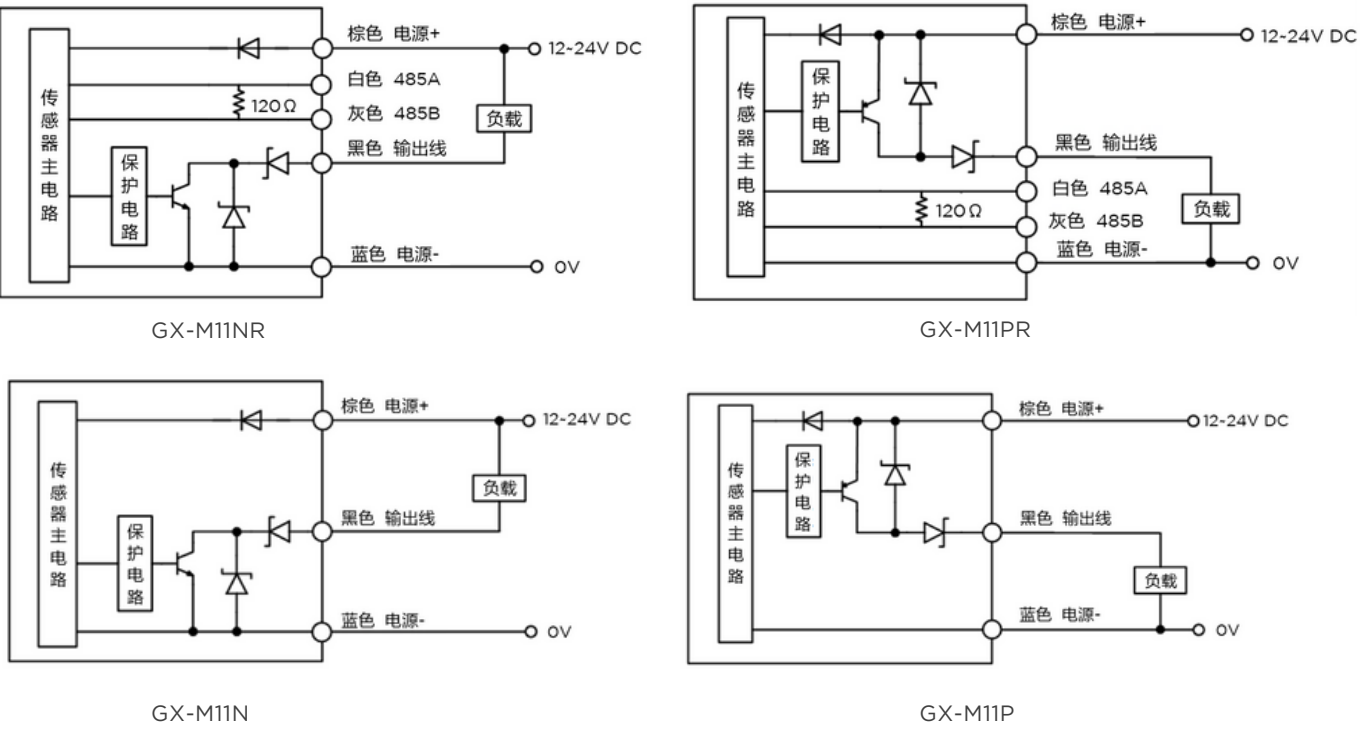 棕色 电源+
12~24V DC
白色 485A
120Ω
灰色 485B
负载
黑色 输出线
传感器主电路
保护电路
蓝色 电源-
0V
GX-M11NR
棕色 电源+
12~24V DC
保护电路
传感器主电路
黑色 输出线
白色 485A
120Ω
灰色 485B
负载
蓝色 电源-
0V
GX-M11PR
棕色 电源+
12-24V DC
传感器主电路
负载
黑色 输出线
保护电路
蓝色 电源-
0V
GX-M11N
棕色 电源+
12-24V DC
保护电路
传感器主电路
黑色 输出线
负载
蓝色 电源-
0V
GX-M11P